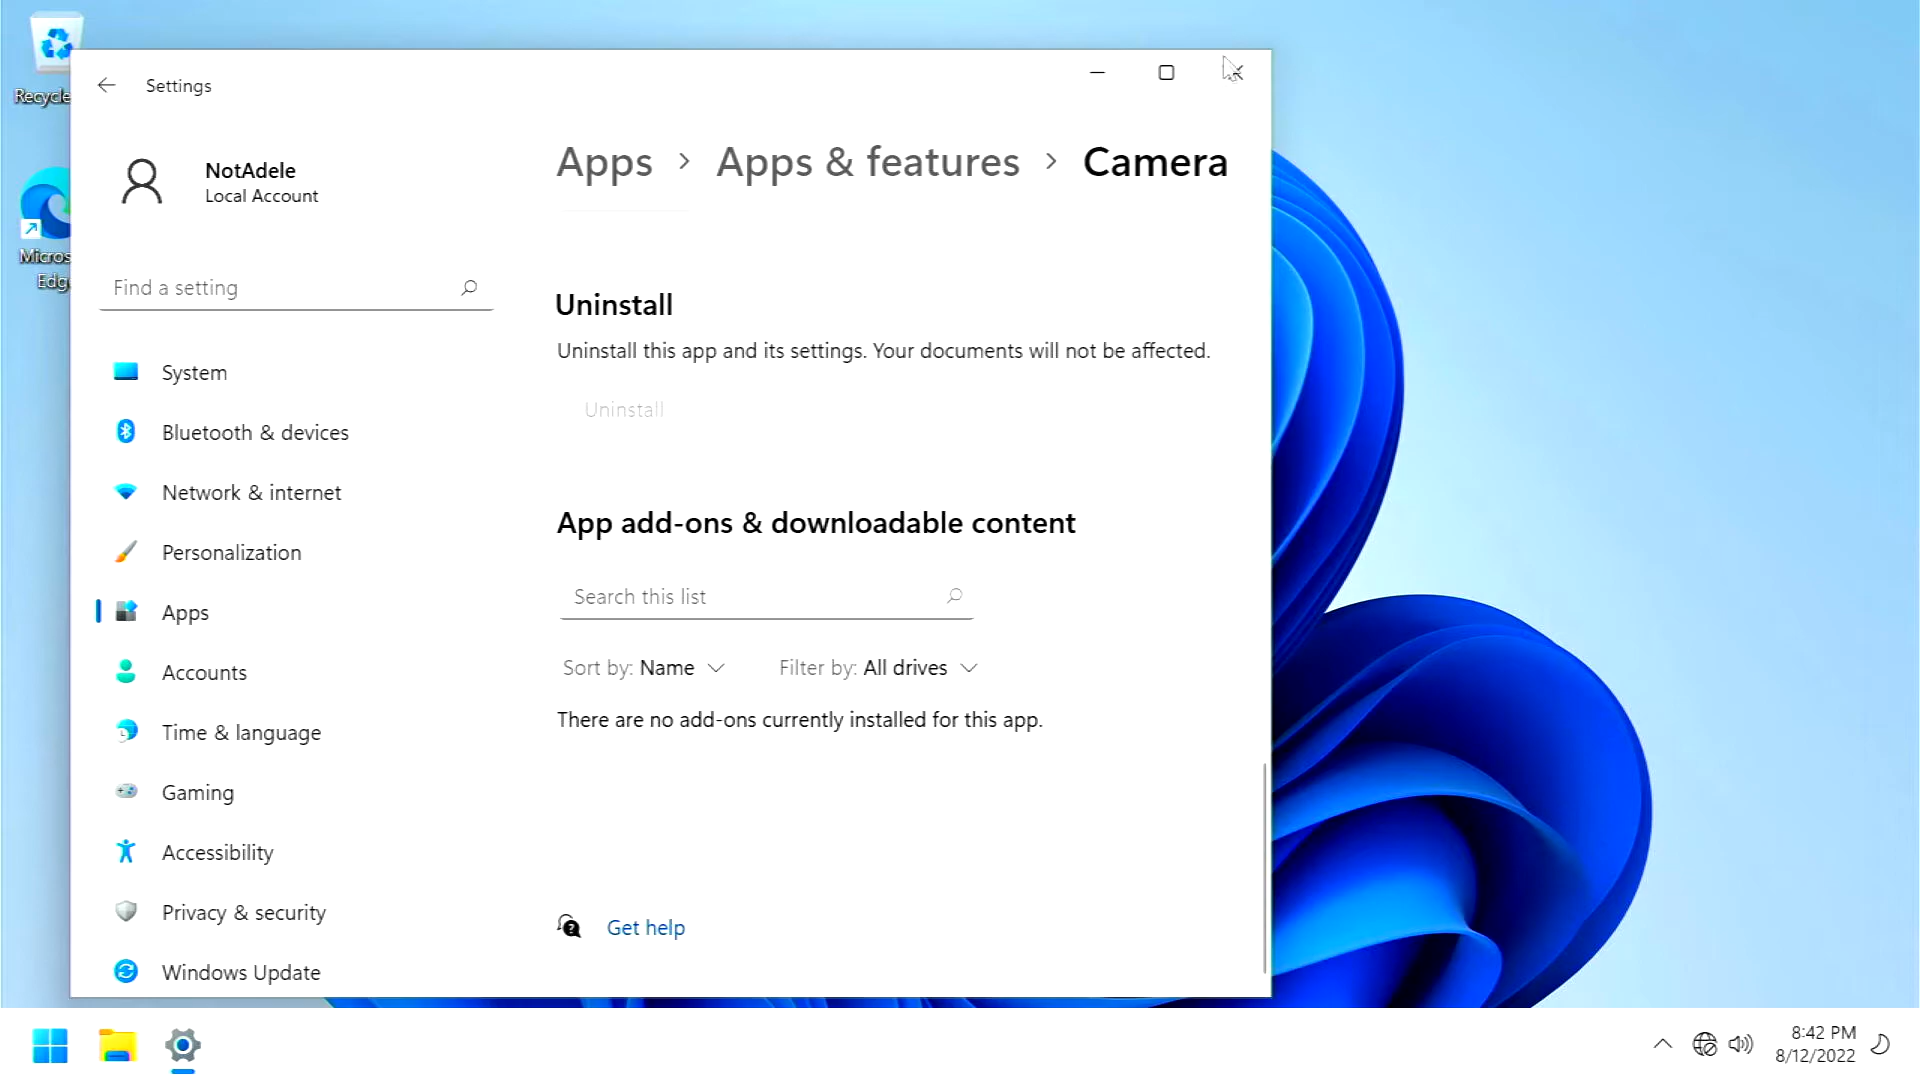 Recycle
Micros
Edg
Settings
NotAdele
Local Account
Find a setting
System
Bluetooth & devices
Network & internet
Personalization
Apps
Accounts
Time & language
Gaming
Accessibility
Privacy & security
Windows Update
Apps > Apps & features > Camera
Uninstall
Uninstall this app and its settings. Your documents will not be affected.
Uninstall
App add-ons & downloadable content
Search this list
Sort by: Name Filter by: All drives
There are no add-ons currently installed for this app.
Get help
8:42 PM
8/12/2022